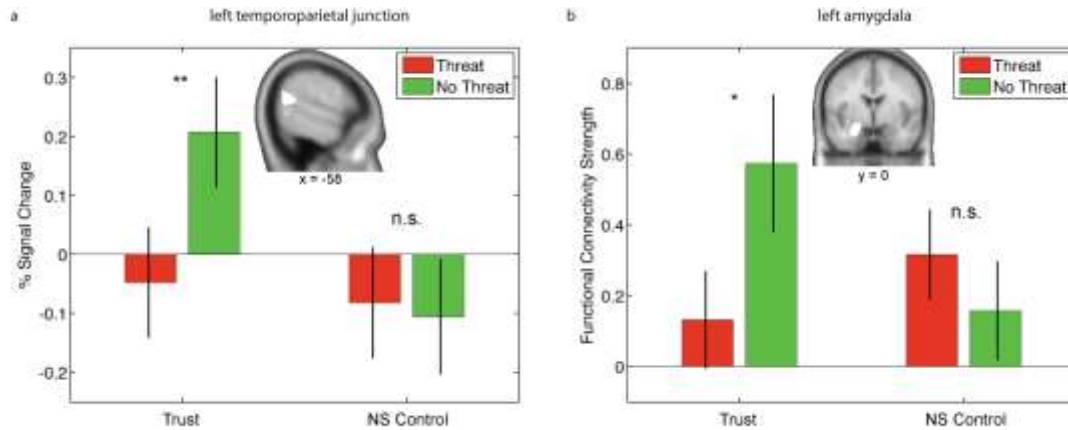 a
left temporoparietal junction
Threat
No Threat
**
n.s.
x = -58
% Signal Change
0.3
0.2
0.1
0
-0.1
-0.2
Trust
NS Control
b
left amygdala
Threat
No Threat
*
n.s.
y = 0
Functional Connectivity Strength
0.8
0.6
0.4
0.2
0
Trust
NS Control